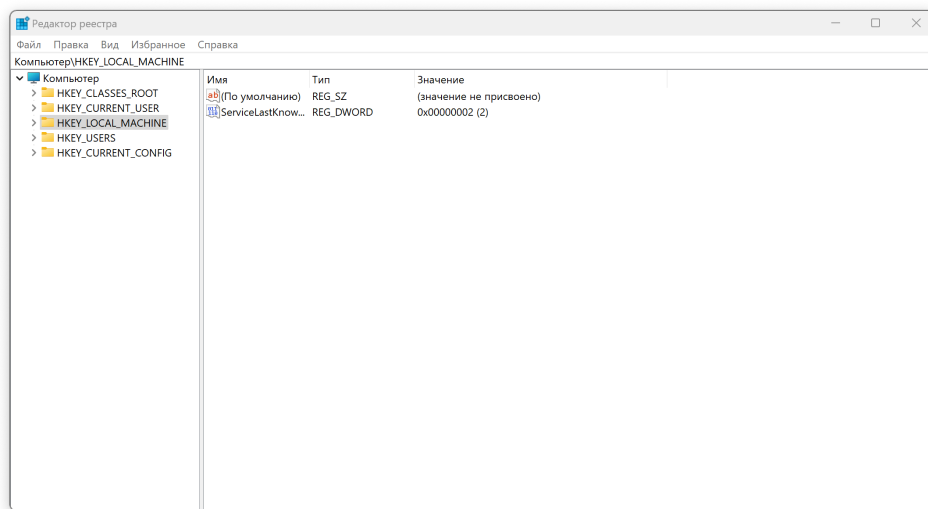 Редактор реестра
Файл Правка Вид Избранное Справка
Компьютер\HKEY_LOCAL_MACHINE
Компьютер
HKEY_CLASSES_ROOT
HKEY_CURRENT_USER
HKEY_LOCAL_MACHINE
HKEY_USERS
HKEY_CURRENT_CONFIG
Имя Тип Значение
(По умолчанию) REG_SZ (значение не присвоено)
ServiceLastKnow... REG_DWORD 0x00000002 (2)